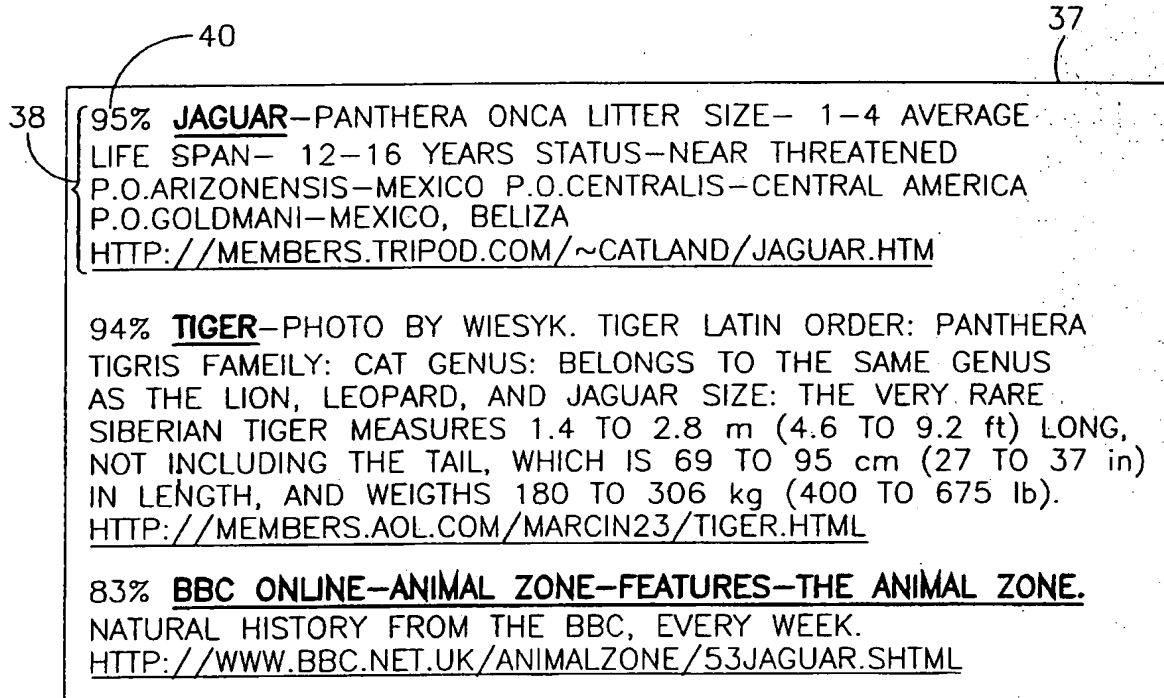 40
37
38
95% JAGUAR–PANTHERA ONCA LITTER SIZE– 1–4 AVERAGE
LIFE SPAN– 12–16 YEARS STATUS–NEAR THREATENED
P.O.ARIZONENSIS–MEXICO P.O.CENTRALIS–CENTRAL AMERICA
P.O.GOLDMANI–MEXICO, BELIZA
HTTP://MEMBERS.TRIPOD.COM/~CATLAND/JAGUAR.HTM
94% TIGER–PHOTO BY WIESYK. TIGER LATIN ORDER: PANTHERA
TIGRIS FAMEILY: CAT GENUS: BELONGS TO THE SAME GENUS
AS THE LION, LEOPARD, AND JAGUAR SIZE: THE VERY RARE
SIBERIAN TIGER MEASURES 1.4 TO 2.8 m (4.6 TO 9.2 ft) LONG,
NOT INCLUDING THE TAIL, WHICH IS 69 TO 95 cm (27 TO 37 in)
IN LENGTH, AND WEIGTHS 180 TO 306 kg (400 TO 675 lb).
HTTP://MEMBERS.AOL.COM/MARCIN23/TIGER.HTML
83% BBC ONLINE–ANIMAL ZONE–FEATURES–THE ANIMAL ZONE.
NATURAL HISTORY FROM THE BBC, EVERY WEEK.
HTTP://WWW.BBC.NET.UK/ANIMALZONE/53JAGUAR.SHTML